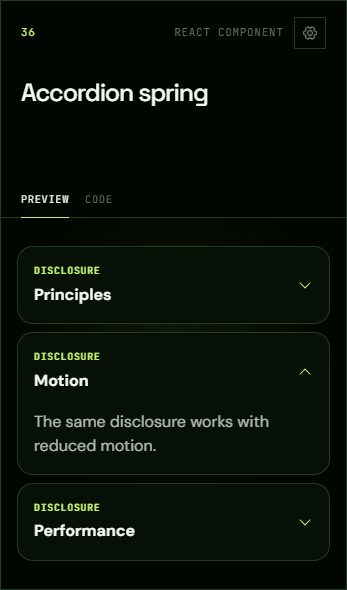 36
REACT COMPONENT
Accordion spring
PREVIEW CODE
DISCLOSURE
Principles
DISCLOSURE
Motion
The same disclosure works with
reduced motion.
DISCLOSURE
Performance